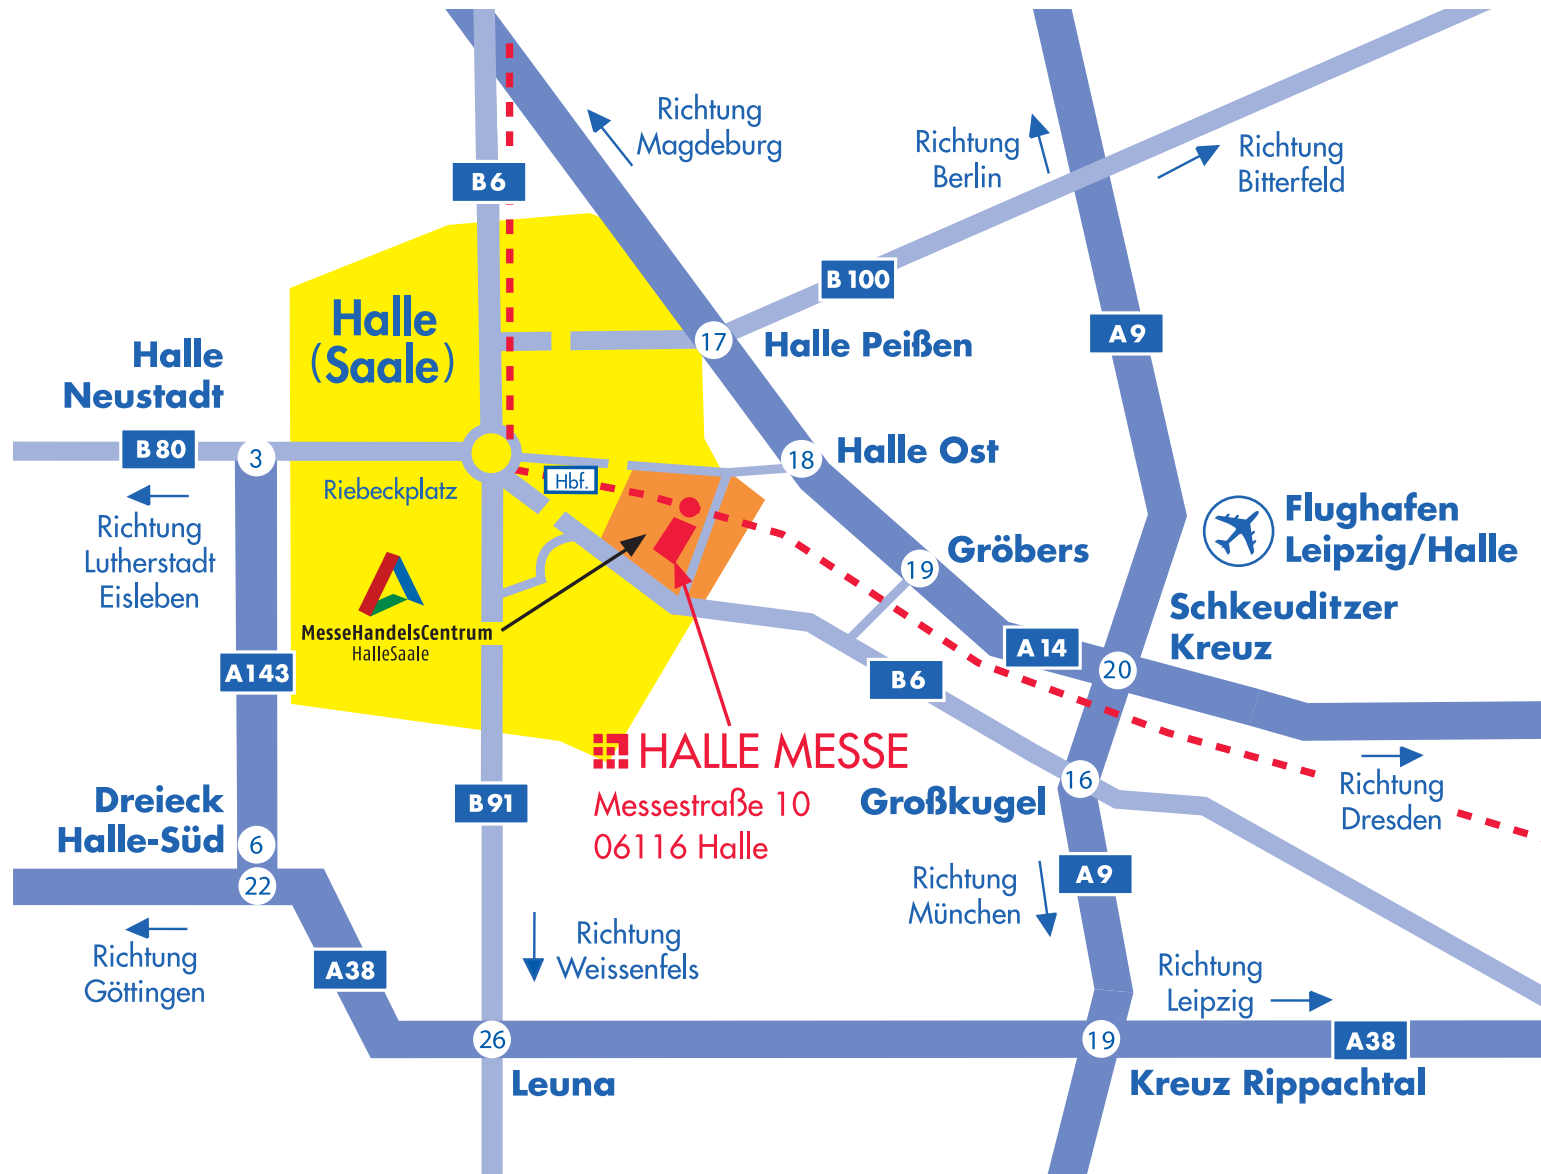 Richtung
Magdeburg
Richtung
Berlin
Richtung
Bitterfeld
B 6
B 100
Halle
(Saale)
17
Halle Peißen
A 9
Halle
Neustadt
B 80
3
Riebeckplatz
Hbf.
18
Halle Ost
Richtung
Lutherstadt
Eisleben
Flughafen
Leipzig/Halle
19
Gröbers
MesseHandelsCentrum
HalleSaale
Schkeuditzer
Kreuz
A 14
20
A143
B 6
HALLE MESSE
Messestraße 10
06116 Halle
Dreieck
Halle-Süd
6
22
B 91
Großkugel
16
Richtung
Dresden
A 9
Richtung
München
Richtung
Göttingen
A38
Richtung
Weissenfels
Richtung
Leipzig
26
Leuna
19
A38
Kreuz Rippachtal